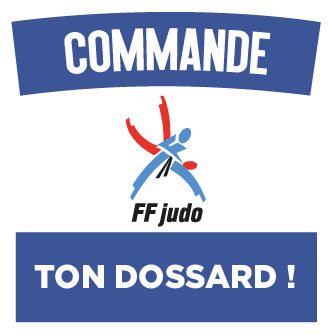 COMMANDE
FF judo
TON DOSSARD !